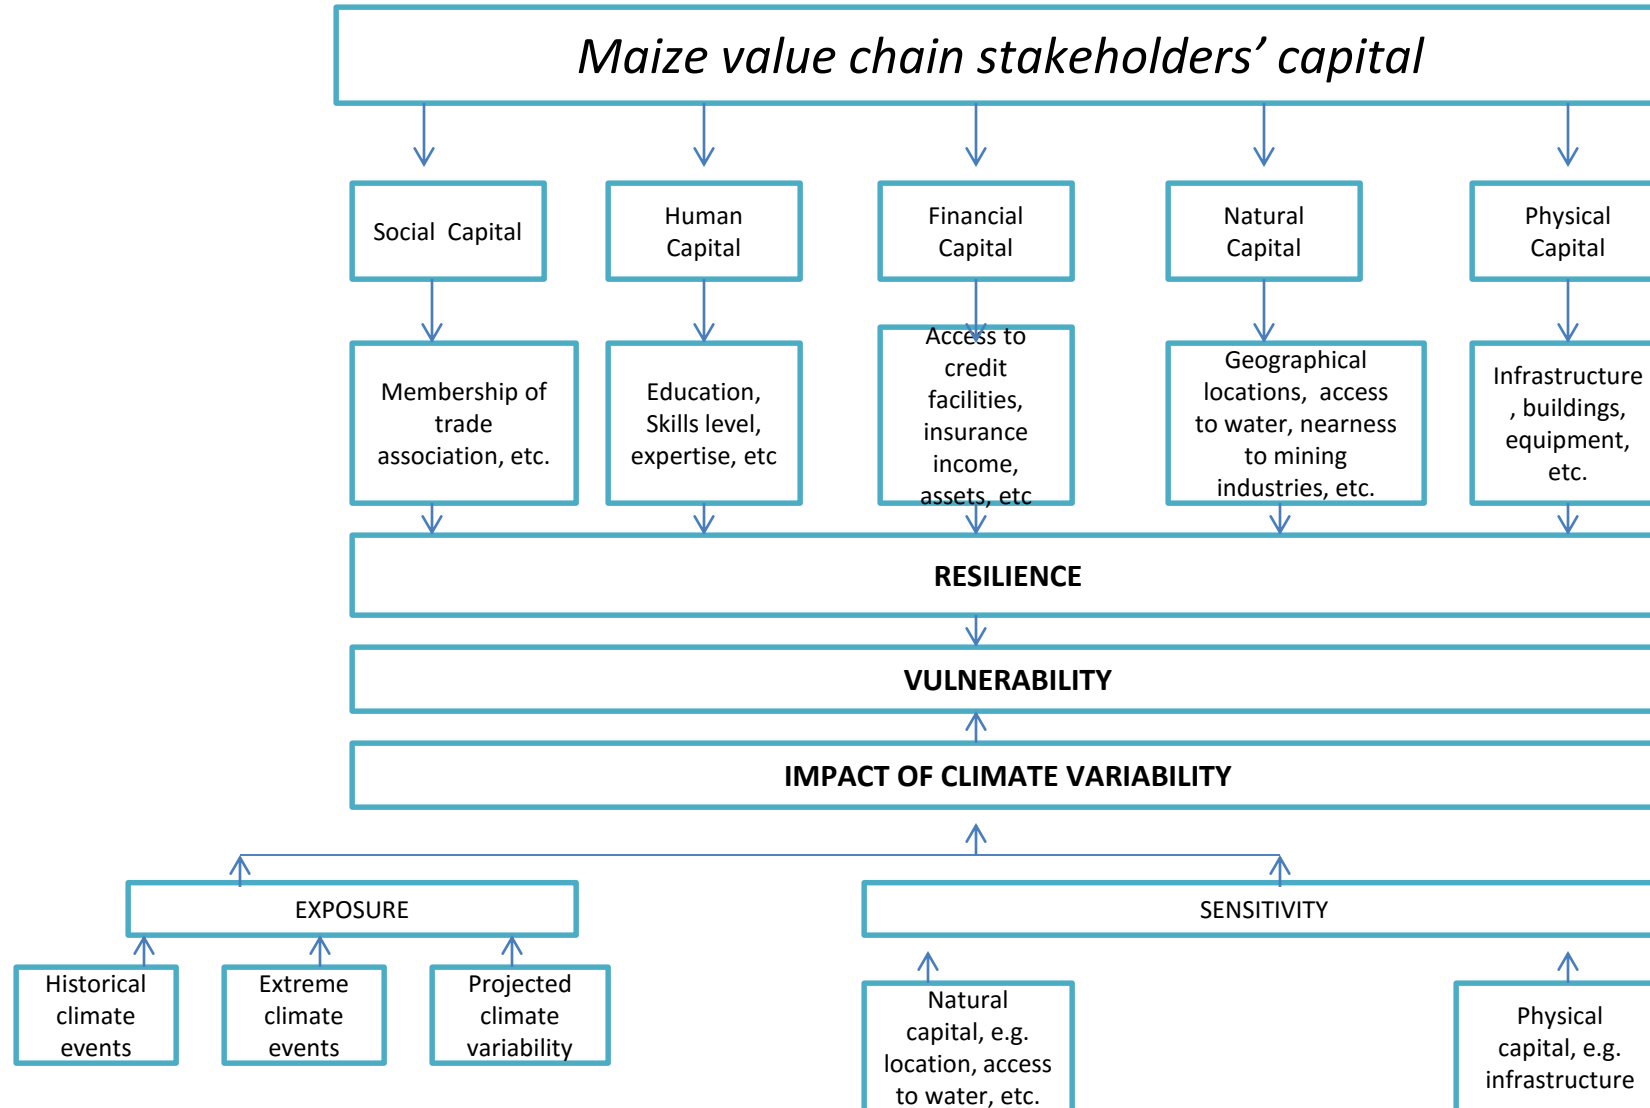 Maize value chain stakeholders’ capital
Social Capital
Human
Capital
Financial
Capital
Natural
Capital
Physical
Capital
Membership of
trade
association, etc.
Education,
Skills level,
expertise, etc
Access to
credit
facilities,
insurance
income,
assets, etc
Geographical
locations, access
to water, nearness
to mining
industries, etc.
Infrastructure
, buildings,
equipment,
etc.
RESILIENCE
VULNERABILITY
IMPACT OF CLIMATE VARIABILITY
EXPOSURE
SENSITIVITY
Historical
climate
events
Extreme
climate
events
Projected
climate
variability
Natural
capital, e.g.
location, access
to water, etc.
Physical
capital, e.g.
infrastructure